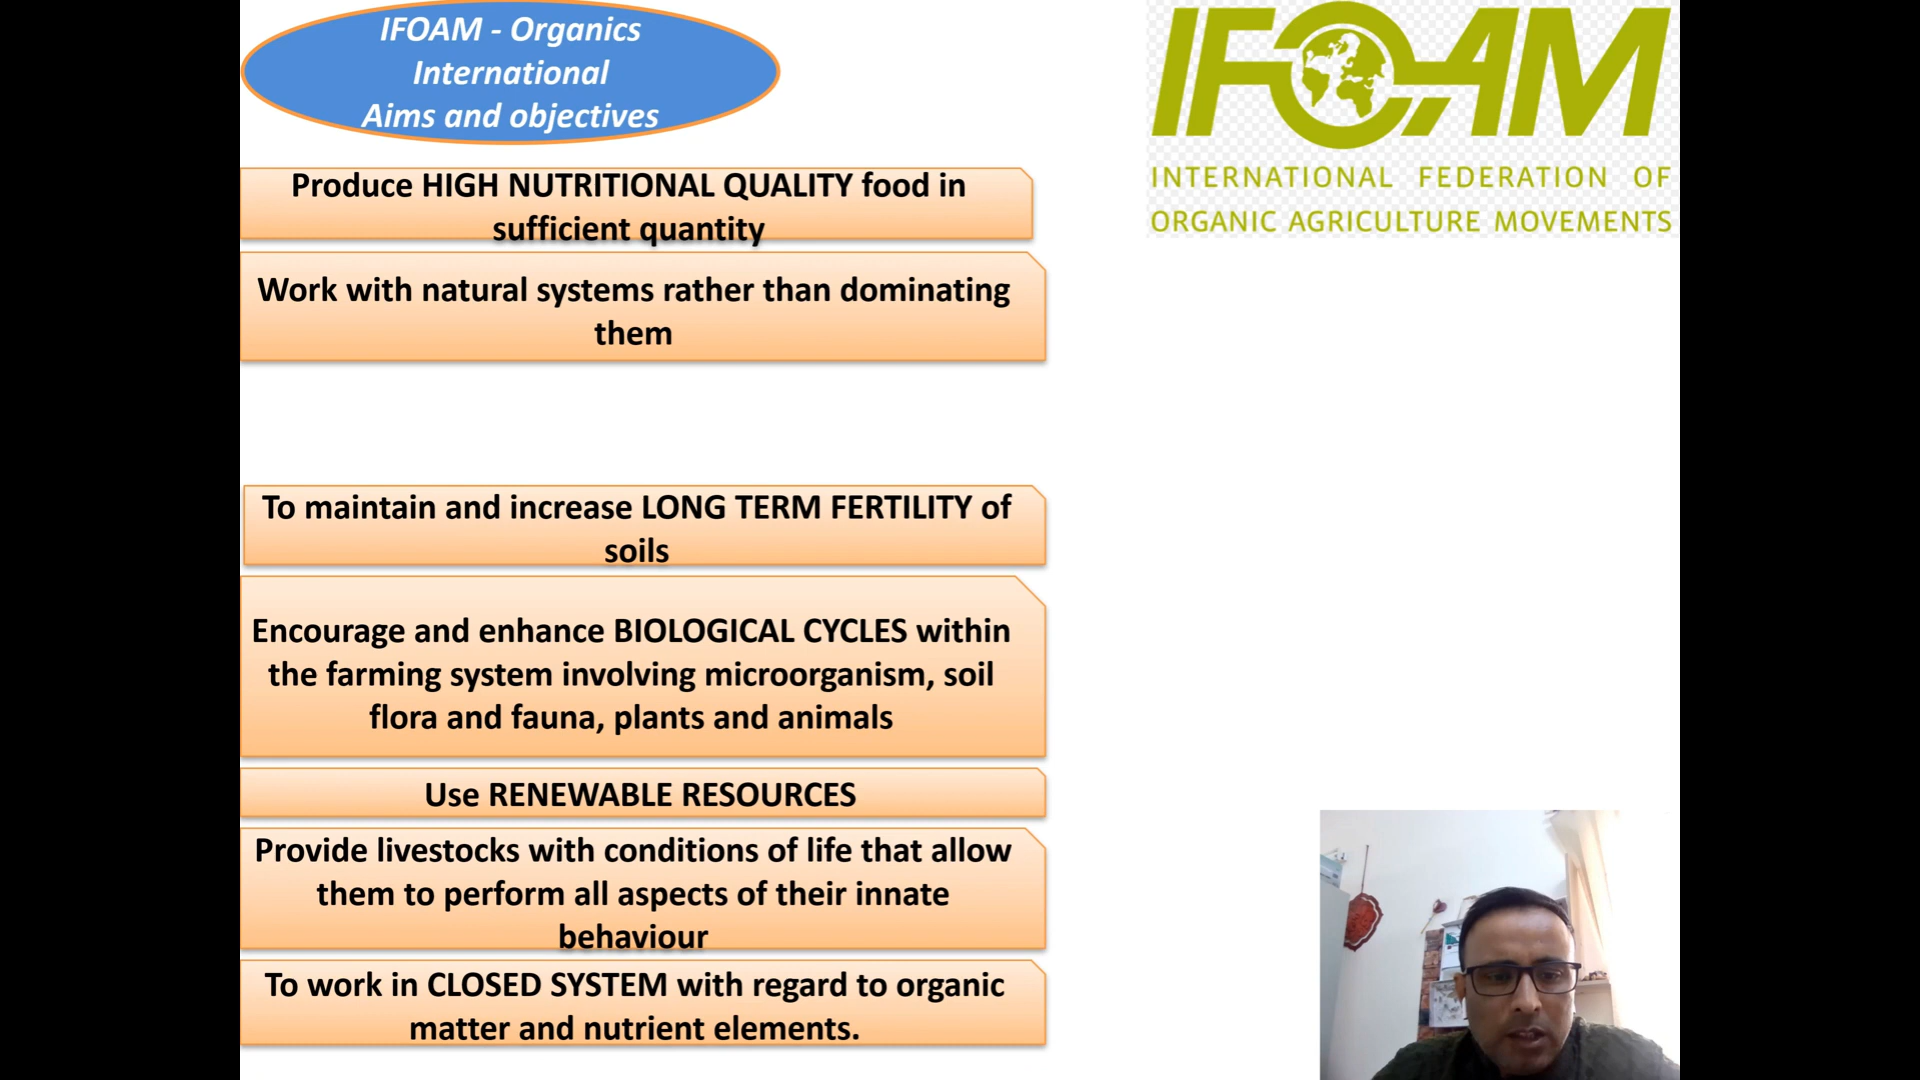 IFOAM - Organics
International
Aims and objectives
IFOAM
INTERNATIONAL FEDERATION OF
ORGANIC AGRICULTURE MOVEMENTS
Produce HIGH NUTRITIONAL QUALITY food in
sufficient quantity
Work with natural systems rather than dominating
them
To maintain and increase LONG TERM FERTILITY of
soils
Encourage and enhance BIOLOGICAL CYCLES within
the farming system involving microorganism, soil
flora and fauna, plants and animals
Use RENEWABLE RESOURCES
Provide livestocks with conditions of life that allow
them to perform all aspects of their innate
behaviour
To work in CLOSED SYSTEM with regard to organic
matter and nutrient elements.